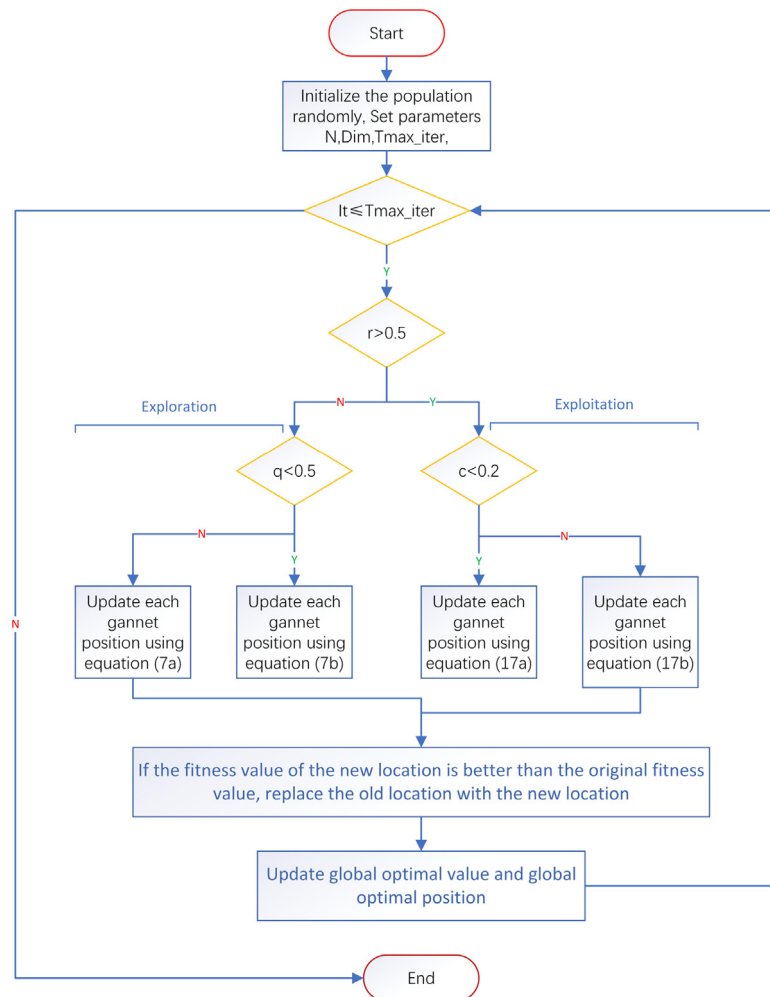 Start
Initialize the population
randomly, Set parameters
N,Dim,Tmax_iter,
It≤Tmax_iter
Y
r>0.5
N
Y
Exploration
Exploitation
q<0.5
c<0.2
N
Y
Y
N
Update each
gannet
position using
equation (7a)
Update each
gannet
position using
equation (7b)
Update each
gannet
position using
equation (17a)
Update each
gannet
position using
equation (17b)
N
If the fitness value of the new location is better than the original fitness
value, replace the old location with the new location
Update global optimal value and global
optimal position
End